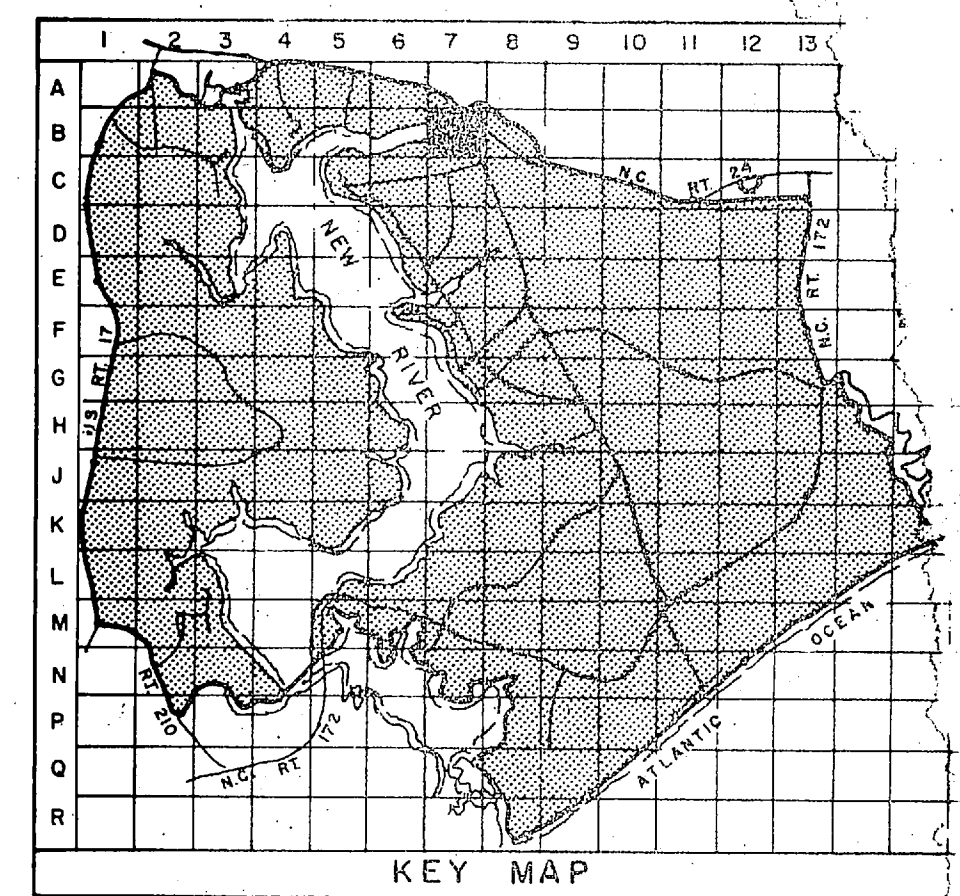 1 2 3 4 5 6 7 8 9 10 11 12 13
A
B
C
D
E
F
G
H
J
K
L
M
N
P
Q
R
N.C. RT. 24
N.C. RT. 172
NEW RIVER
US RT. 17
RT. 210
N.C. RT. 172
ATLANTIC OCEAN
KEY MAP